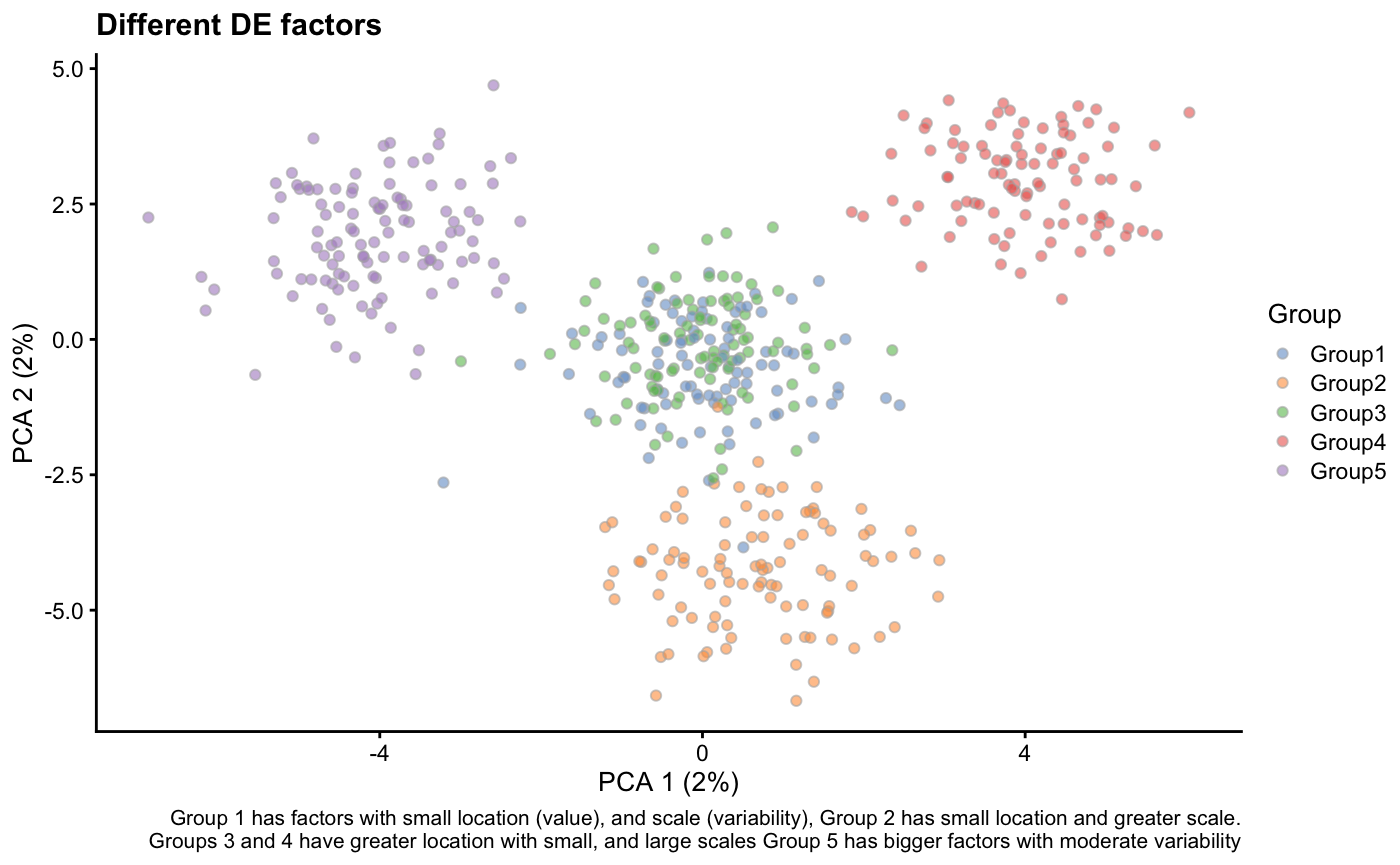 Different DE factors
5.0
2.5
0.0
-2.5
-5.0
PCA 2 (2%)
-4
0
4
PCA 1 (2%)
Group
Group1
Group2
Group3
Group4
Group5
Group 1 has factors with small location (value), and scale (variability), Group 2 has small location and greater scale.
Groups 3 and 4 have greater location with small, and large scales Group 5 has bigger factors with moderate variability